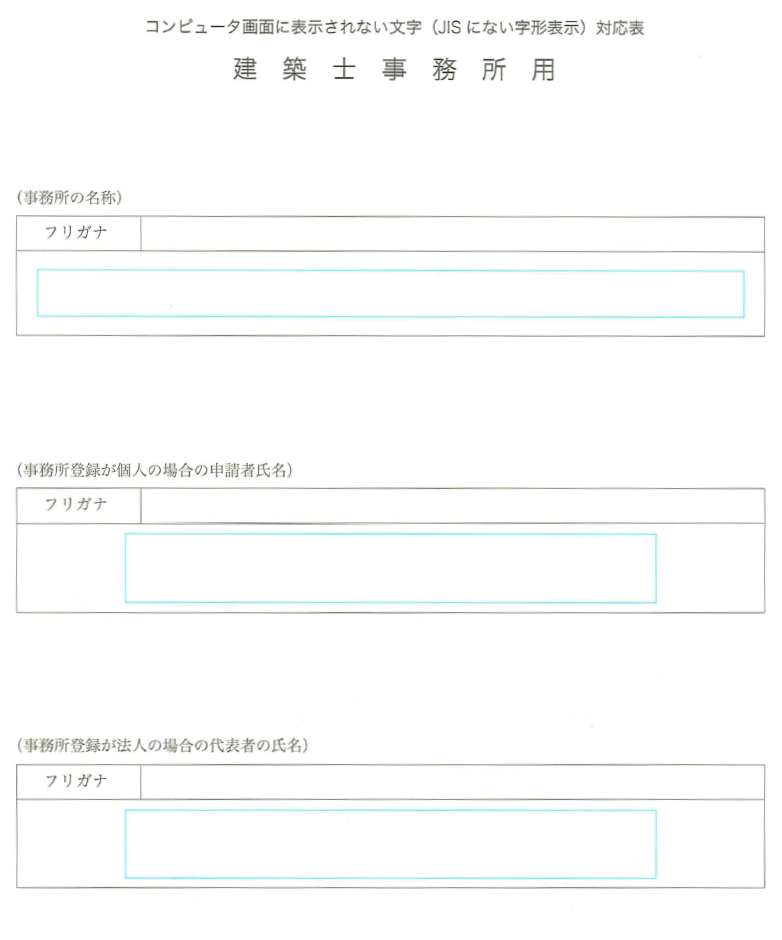 コンピュータ画面に表示されない文字（JISにない字形表示）対応表
建築士事務所用
（事務所の名称）
フリガナ
（事務所登録が個人の場合の申請者氏名）
フリガナ
（事務所登録が法人の場合の代表者の氏名）
フリガナ